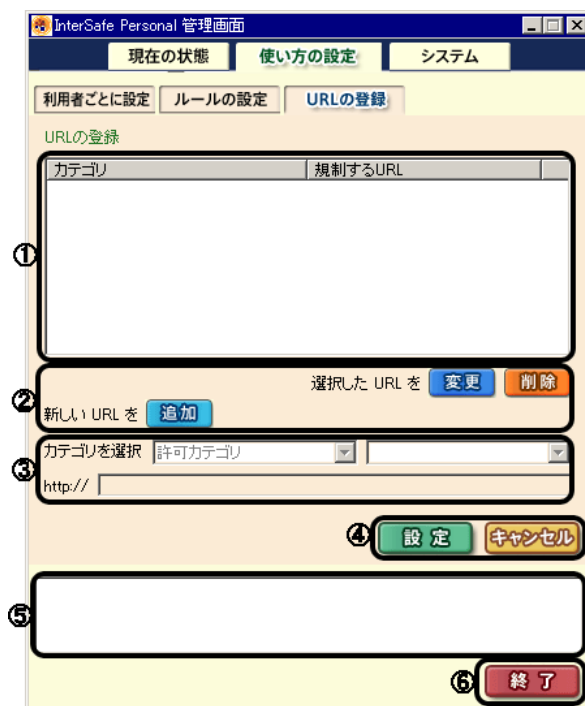 InterSafe Personal 管理画面
現在の状態 使い方の設定 システム
利用者ごとに設定 ルールの設定 URLの登録
URLの登録
カテゴリ 規制するURL
①
選択した URL を 変更 削除
②
新しい URL を 追加
カテゴリを選択 許可カテゴリ
③
http://
④ 設定 キャンセル
⑤
⑥ 終了